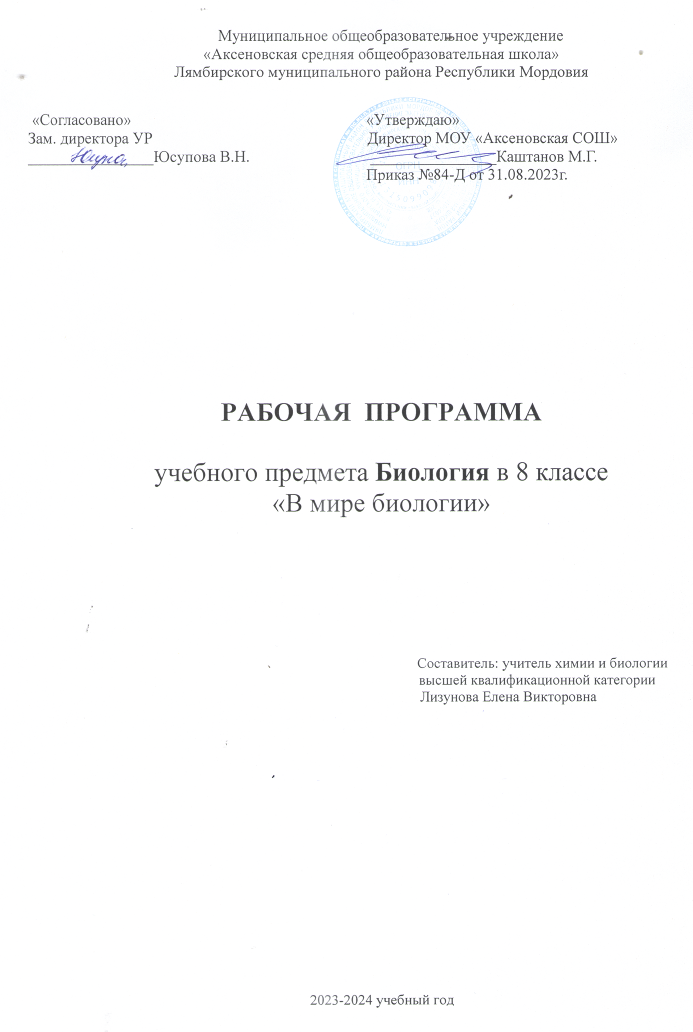 Муниципальное общеобразовательное учреждение
«Аксеновская средняя общеобразовательная школа»
Лямбирского муниципального района Республики Мордовия
«Согласовано» «Утверждаю»
Зам. директора УР Директор МОУ «Аксеновская СОШ»
Юсупова В.Н. Каштанов М.Г.
Приказ №84-Д от 31.08.2023г.
РАБОЧАЯ ПРОГРАММА
учебного предмета Биология в 8 классе
«В мире биологии»
Составитель: учитель химии и биологии
высшей квалификационной категории
Лизунова Елена Викторовна
2023-2024 учебный год